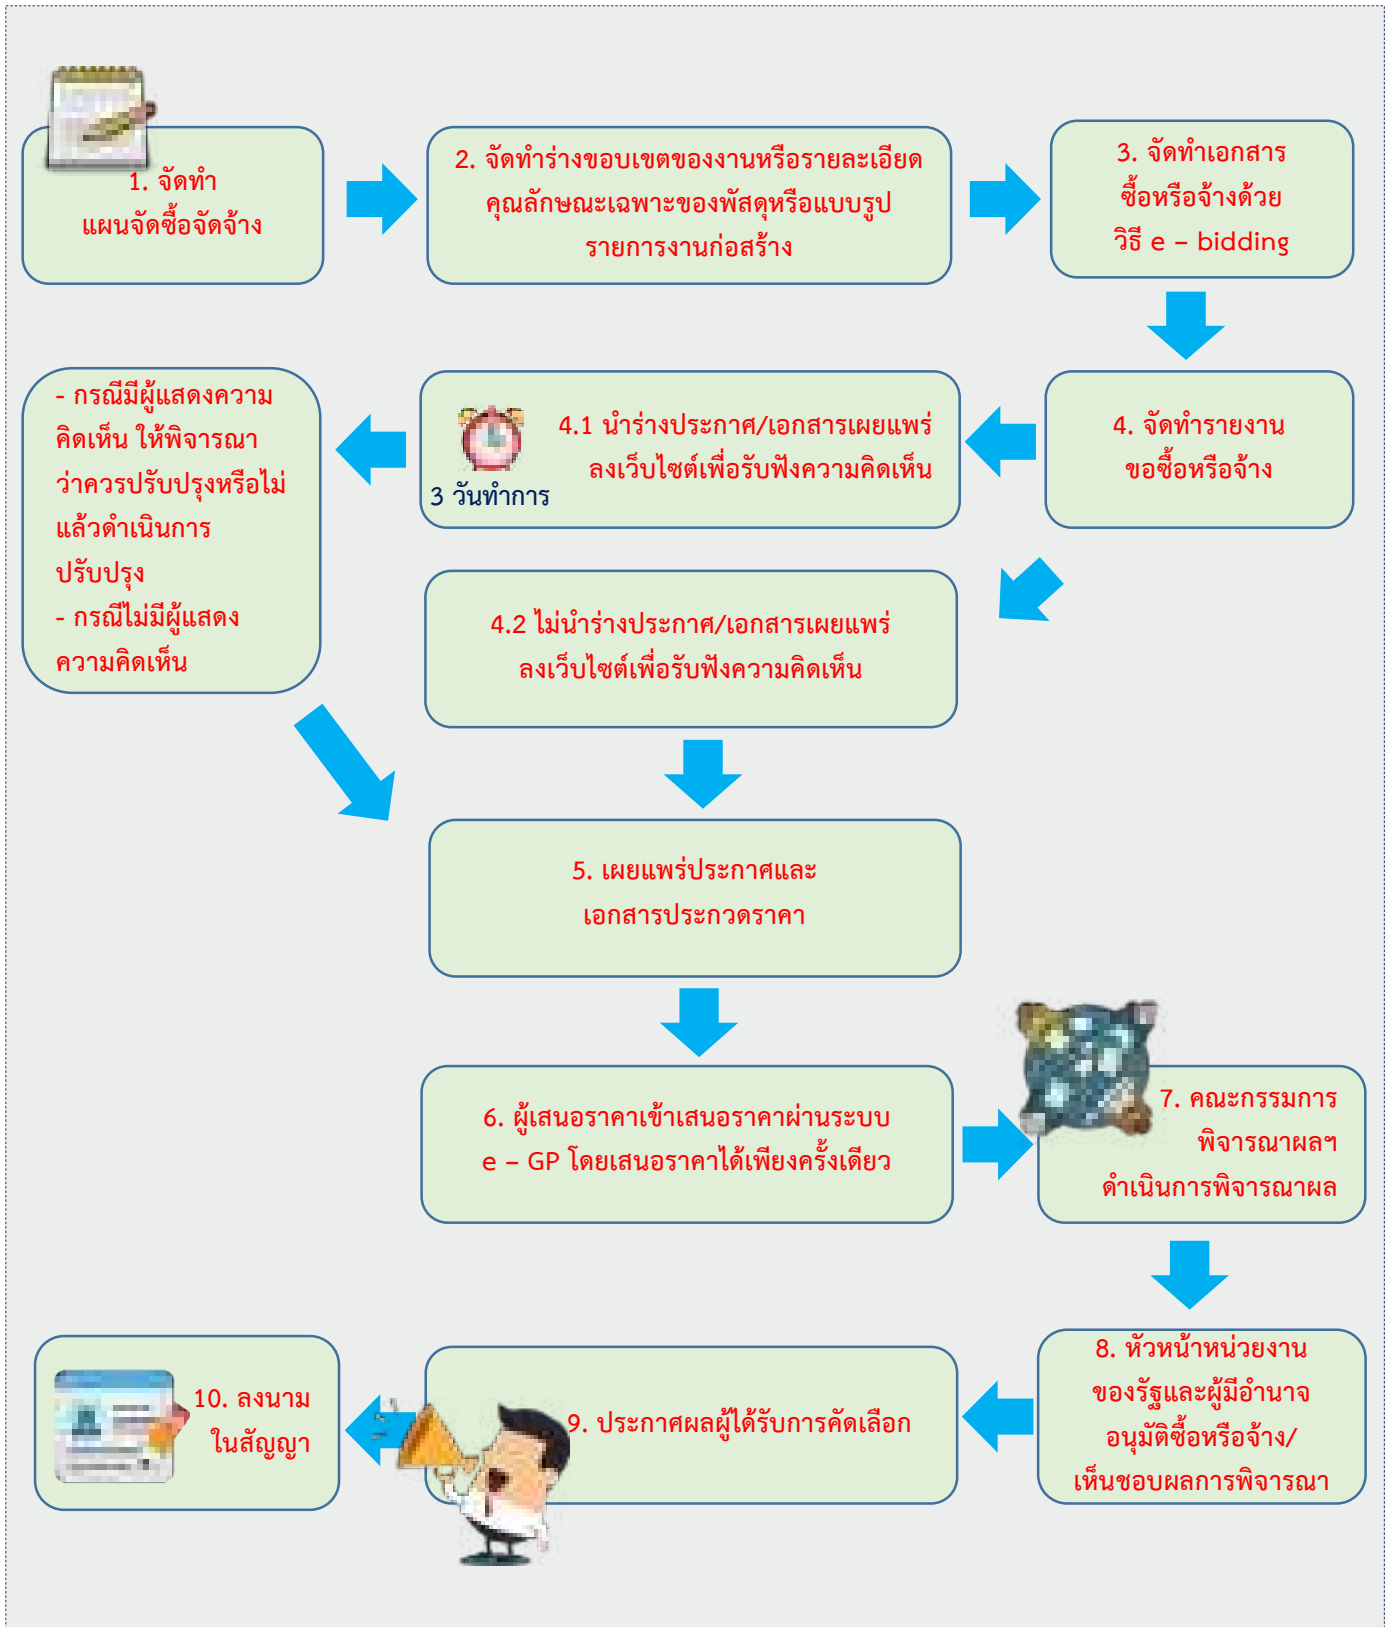 1. จัดทำ
แผนจัดซื้อจัดจ้าง
2. จัดทำร่างขอบเขตของงานหรือรายละเอียด
คุณลักษณะเฉพาะของพัสดุหรือแบบรูป
รายการงานก่อสร้าง
3. จัดทำเอกสาร
ซื้อหรือจ้างด้วย
วิธี e – bidding
4. จัดทำรายงาน
ขอซื้อหรือจ้าง
4.1 นำร่างประกาศ/เอกสารเผยแพร่
ลงเว็บไซต์เพื่อรับฟังความคิดเห็น
3 วันทำการ
- กรณีมีผู้แสดงความ
คิดเห็น ให้พิจารณา
ว่าควรปรับปรุงหรือไม่
แล้วดำเนินการ
ปรับปรุง
- กรณีไม่มีผู้แสดง
ความคิดเห็น
4.2 ไม่นำร่างประกาศ/เอกสารเผยแพร่
ลงเว็บไซต์เพื่อรับฟังความคิดเห็น
5. เผยแพร่ประกาศและ
เอกสารประกวดราคา
6. ผู้เสนอราคาเข้าเสนอราคาผ่านระบบ
e – GP โดยเสนอราคาได้เพียงครั้งเดียว
7. คณะกรรมการ
พิจารณาผลฯ
ดำเนินการพิจารณาผล
8. หัวหน้าหน่วยงาน
ของรัฐและผู้มีอำนาจ
อนุมัติซื้อหรือจ้าง/
เห็นชอบผลการพิจารณา
9. ประกาศผลผู้ได้รับการคัดเลือก
10. ลงนาม
ในสัญญา